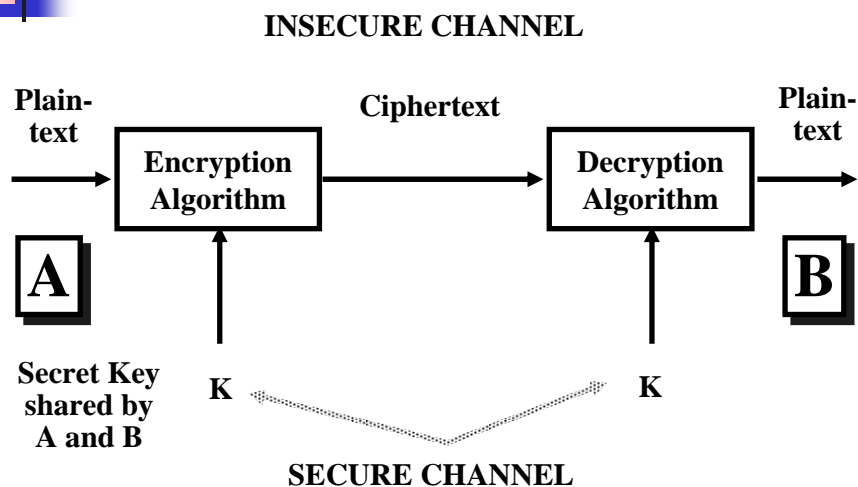 INSECURE CHANNEL
Plain-
text
Ciphertext
Plain-
text
Encryption
Algorithm
Decryption
Algorithm
A
B
Secret Key
shared by
A and B
K
K
SECURE CHANNEL